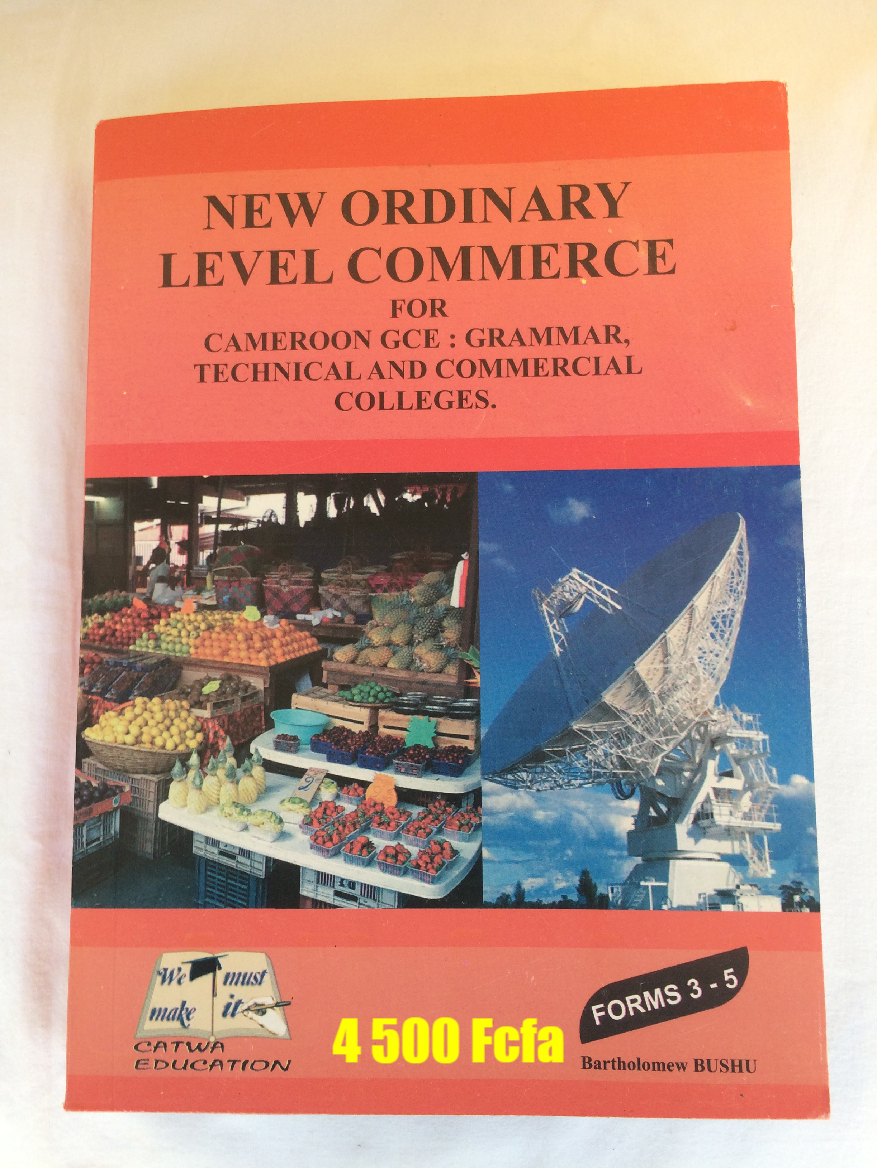 NEW ORDINARY
LEVEL COMMERCE
FOR
CAMEROON GCE : GRAMMAR,
TECHNICAL AND COMMERCIAL
COLLEGES.
We must
make it
CATWA
EDUCATION
4 500 Fcfa
FORMS 3 - 5
Bartholomew BUSHU